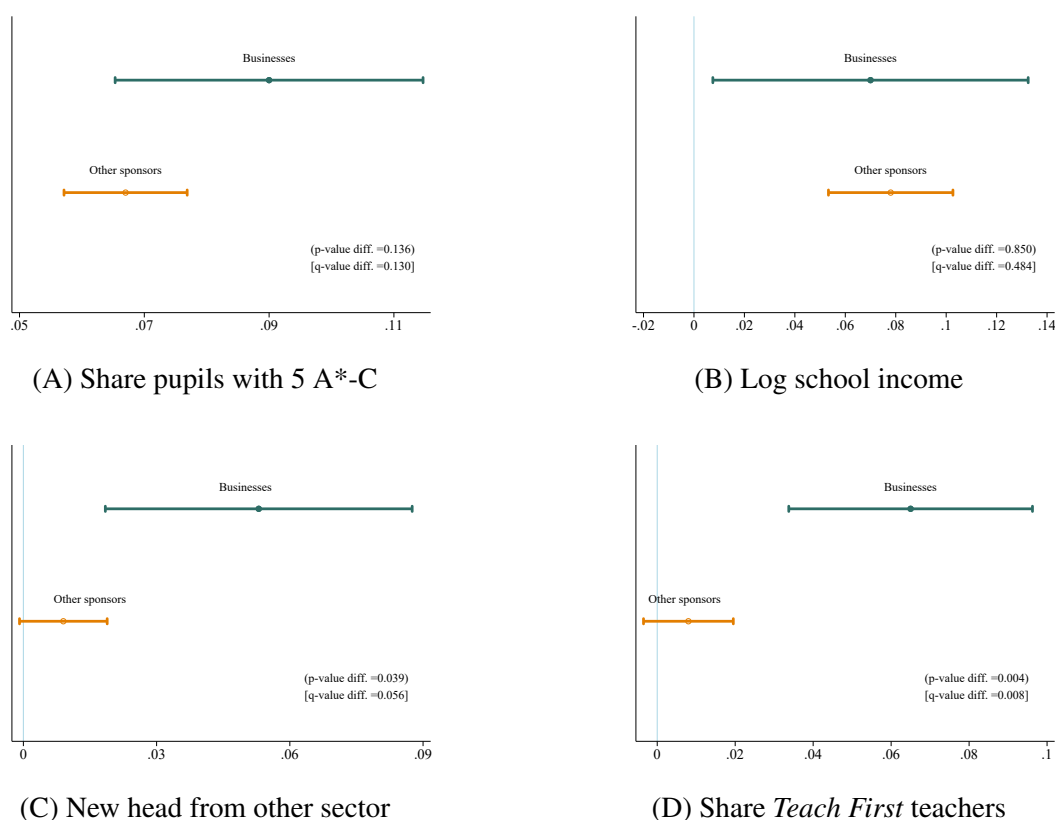 Businesses
Other sponsors
(p-value diff. =0.136)
[q-value diff. =0.130]
.05 .07 .09 .11
(A) Share pupils with 5 A*-C
Businesses
Other sponsors
(p-value diff. =0.850)
[q-value diff. =0.484]
-.02 0 .02 .04 .06 .08 .1 .12 .14
(B) Log school income
Businesses
Other sponsors
(p-value diff. =0.039)
[q-value diff. =0.056]
0 .03 .06 .09
(C) New head from other sector
Businesses
Other sponsors
(p-value diff. =0.004)
[q-value diff. =0.008]
0 .02 .04 .06 .08 .1
(D) Share Teach First teachers